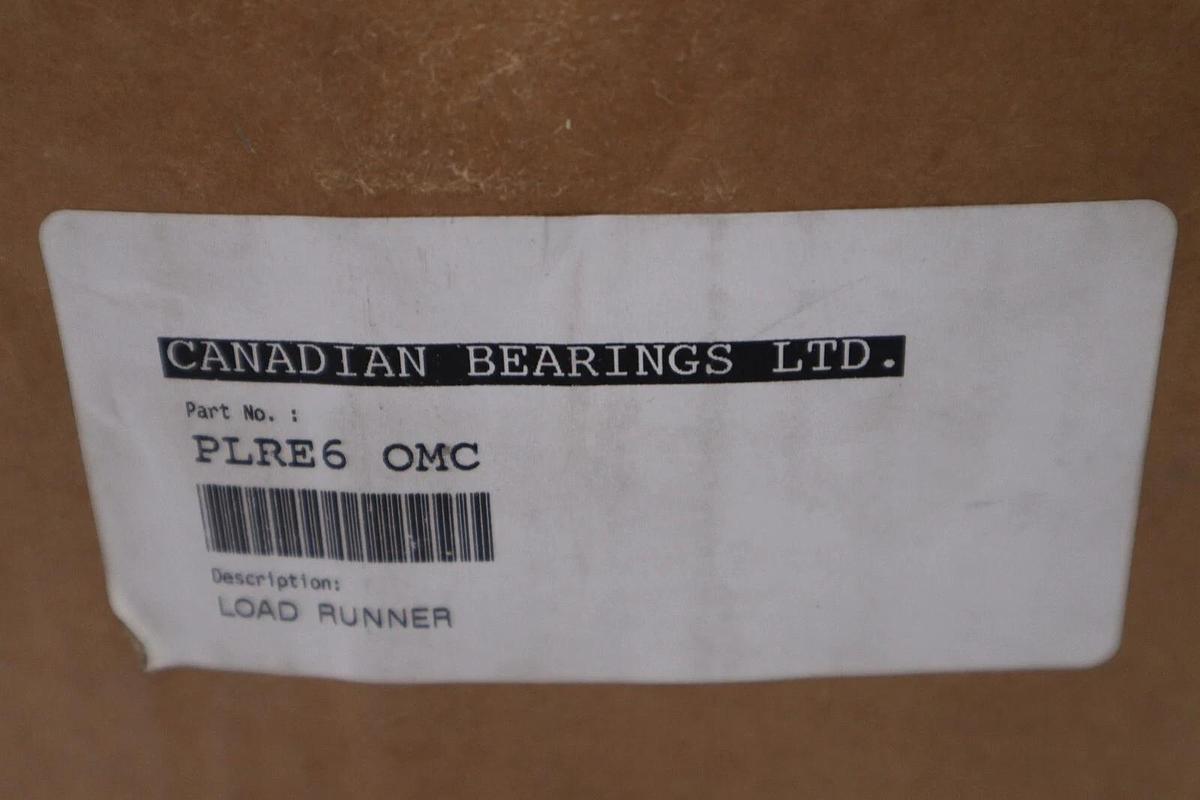 CANADIAN BEARINGS LTD.
Part No. :
PLRE6 OMC
Description:
LOAD RUNNER